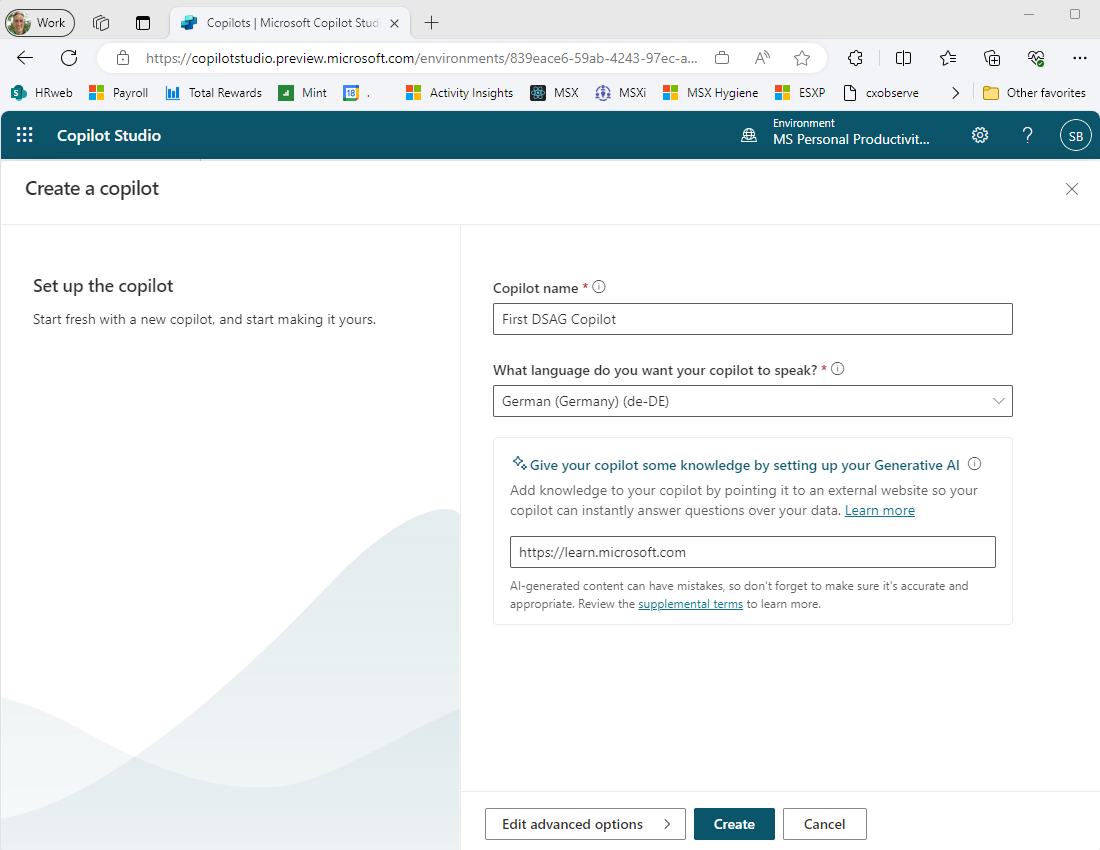 Work
Copilots | Microsoft Copilot Studi
https://copilotstudio.preview.microsoft.com/environments/839eace6-59ab-4243-97ec-a...
HRweb Payroll Total Rewards Mint 18 . Activity Insights MSX MSXi MSX Hygiene ESXP cxobserve Other favorites
Copilot Studio
Environment
MS Personal Productivit...
?
SB
Create a copilot
Set up the copilot
Start fresh with a new copilot, and start making it yours.
Copilot name *
First DSAG Copilot
What language do you want your copilot to speak? *
German (Germany) (de-DE)
Give your copilot some knowledge by setting up your Generative AI
Add knowledge to your copilot by pointing it to an external website so your
copilot can instantly answer questions over your data. Learn more
https://learn.microsoft.com
AI-generated content can have mistakes, so don't forget to make sure it's accurate and
appropriate. Review the supplemental terms to learn more.
Edit advanced options
Create
Cancel